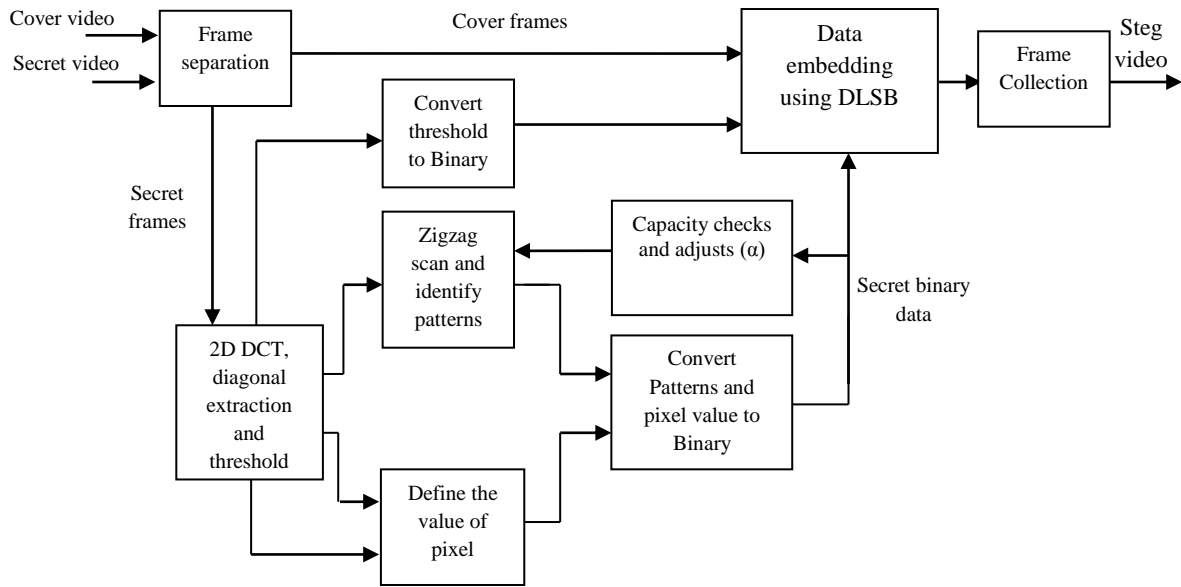 Cover video
Secret video
Frame
separation
Cover frames
Data
embedding
using DLSB
Frame
Collection
Steg
video
Convert
threshold
to Binary
Secret
frames
Zigzag
scan and
identify
patterns
Capacity checks
and adjusts (α)
Secret binary
data
2D DCT,
diagonal
extraction
and
threshold
Convert
Patterns and
pixel value to
Binary
Define the
value of
pixel